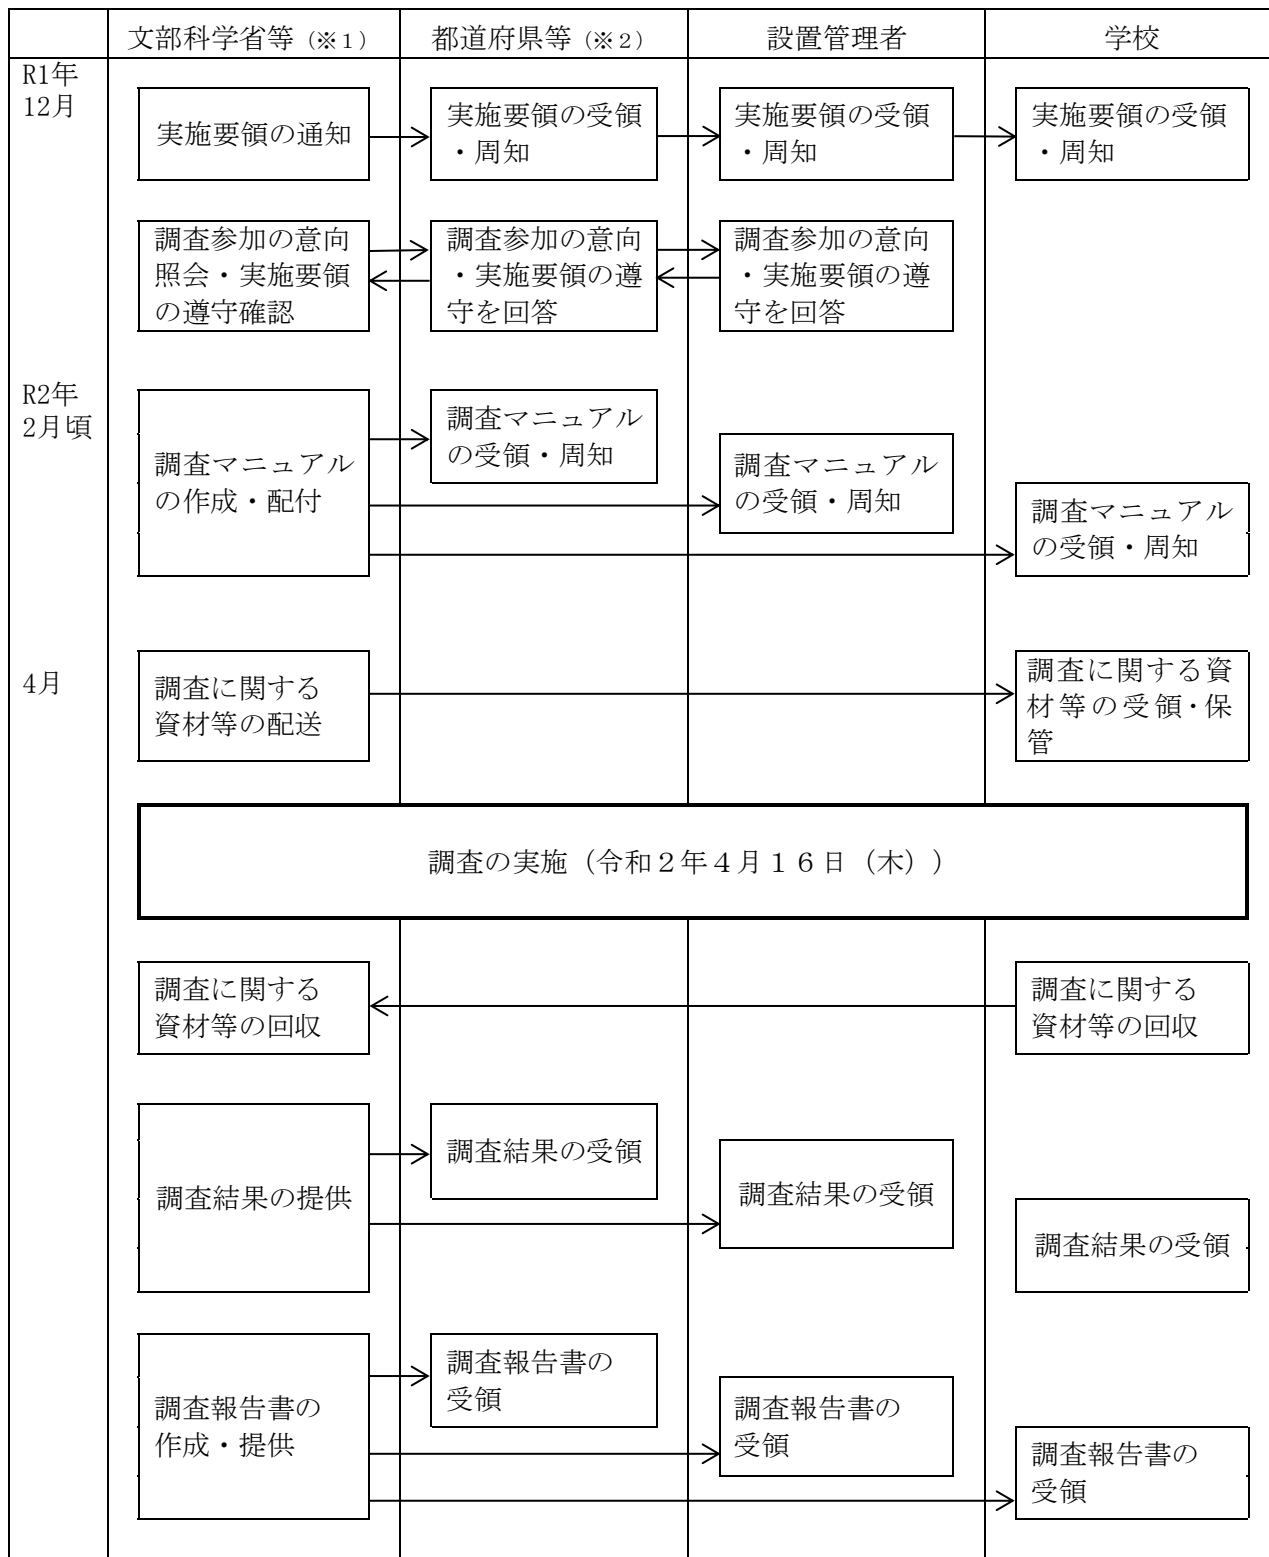 文部科学省等（※１）
都道府県等（※２）
設置管理者
学校
R1年
12月
実施要領の通知
実施要領の受領
・周知
実施要領の受領
・周知
実施要領の受領
・周知
調査参加の意向
照会・実施要領
の遵守確認
調査参加の意向
・実施要領の遵
守を回答
調査参加の意向
・実施要領の遵
守を回答
R2年
2月頃
調査マニュアル
の作成・配付
調査マニュアル
の受領・周知
調査マニュアル
の受領・周知
調査マニュアル
の受領・周知
4月
調査に関する
資材等の配送
調査に関する資
材等の受領・保
管
調査の実施（令和２年４月１６日（木））
調査に関する
資材等の回収
調査に関する
資材等の回収
調査結果の提供
調査結果の受領
調査結果の受領
調査結果の受領
調査報告書の
作成・提供
調査報告書の
受領
調査報告書の
受領
調査報告書の
受領